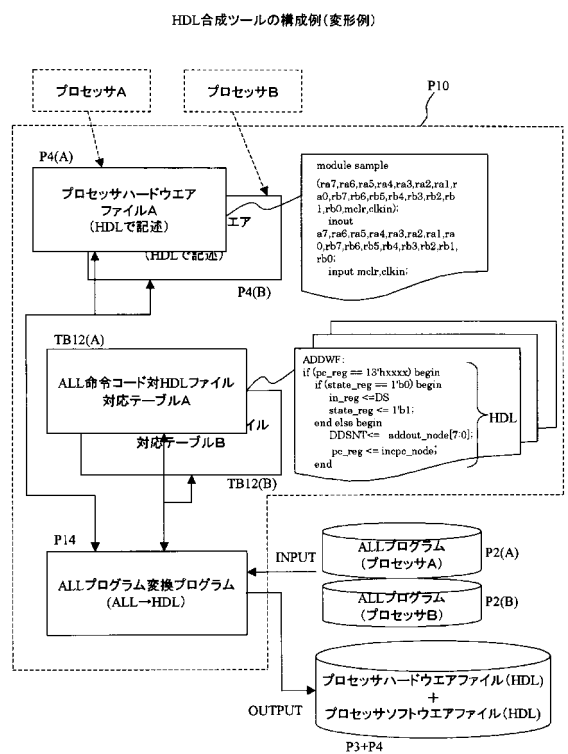 HDL合成ツールの構成例(変形例)
プロセッサA
プロセッサB
P10
P4(A)
プロセッサハードウエア
ファイルA
(HDLで記述)
エア
(HDLで記述)
P4(B)
module sample
(ra7,ra6,ra5,ra4,ra3,ra2,ra1,r
a0,rb7,rb6,rb5,rb4,rb3,rb2,rb
1,rb0,mclr,clkin);
inout
a7,ra6,ra5,ra4,ra3,ra2,ra1,ra
0,rb7,rb6,rb5,rb4,rb3,rb2,rb1,
rb0;
input mclr,clkin;
TB12(A)
ALL命令コード対HDLファイル
対応テーブルA
イル
対応テーブルB
TB12(B)
ADDWF:
if (pc_reg == 13'hxxxx) begin
if (state_reg == 1'b0) begin
in_reg <=DS
state_reg <= 1'b1;
end else begin
DDSNT<= addout_node[7:0];
pc_reg <= incpc_node;
end
HDL
P14
ALLプログラム変換プログラム
(ALL→HDL)
INPUT
ALLプログラム
(プロセッサA)
P2(A)
ALLプログラム
(プロセッサB)
P2(B)
OUTPUT
プロセッサハードウエアファイル(HDL)
+
プロセッサソフトウエアファイル(HDL)
P3+P4